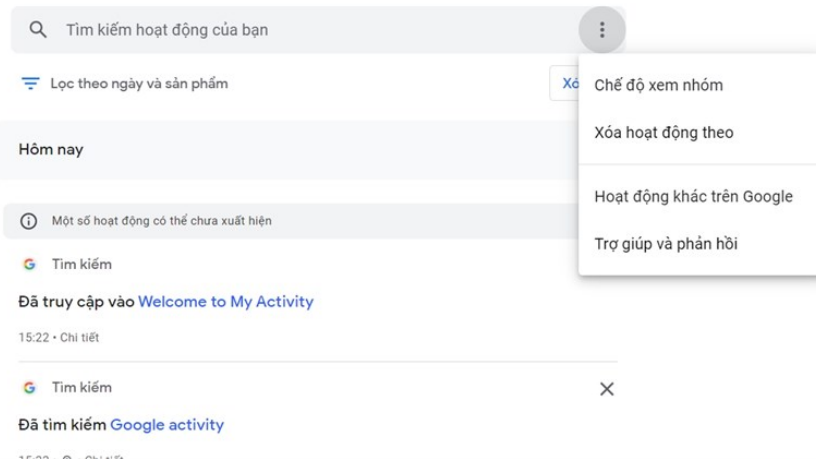 Tìm kiếm hoạt động của bạn
Lọc theo ngày và sản phẩm
Xó
Chế độ xem nhóm
Xóa hoạt động theo
Hoạt động khác trên Google
Trợ giúp và phản hồi
Hôm nay
Một số hoạt động có thể chưa xuất hiện
Tìm kiếm
Đã truy cập vào Welcome to My Activity
15:22 • Chi tiết
Tìm kiếm
Đã tìm kiếm Google activity